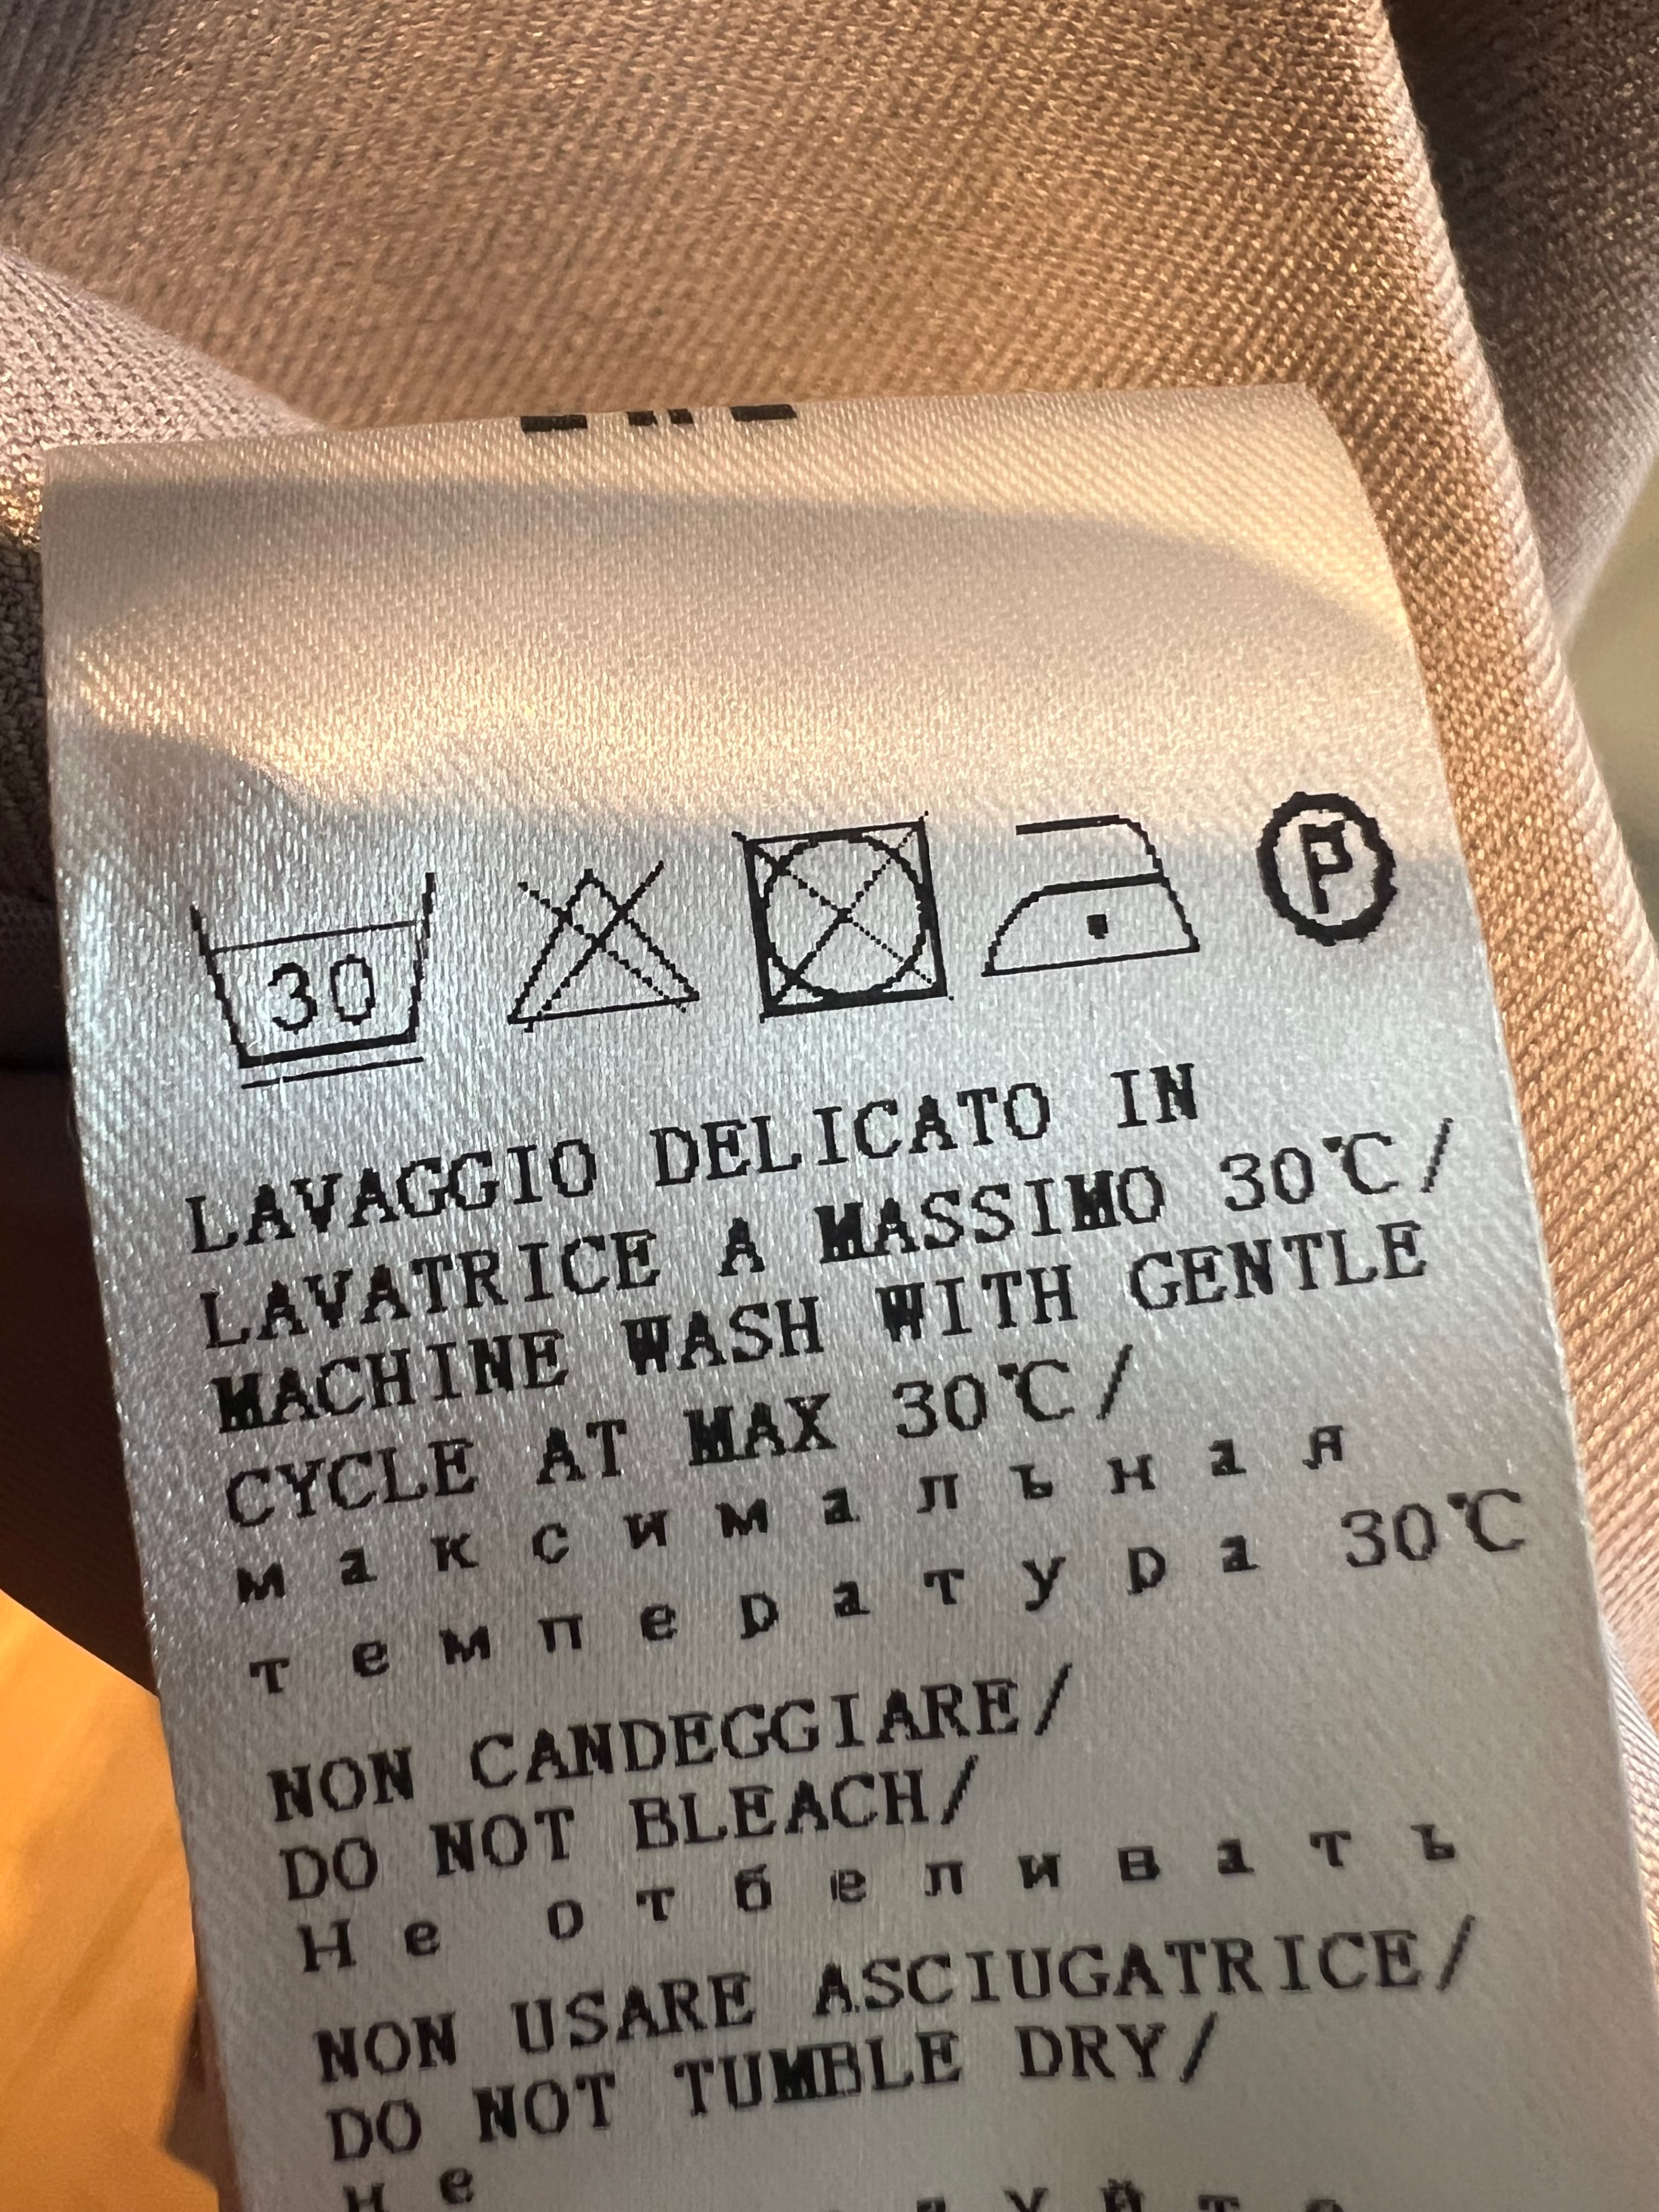 30
P
LAVAGGIO DELICATO IN
LAVATRICE A MASSIMO 30℃/
MACHINE WASH WITH GENTLE
CYCLE AT MAX 30℃/
максимальная
температура 30℃
NON CANDEGGIARE/
DO NOT BLEACH/
Не отбеливать
NON USARE ASCIUGATRICE/
DO NOT TUMBLE DRY/
Не